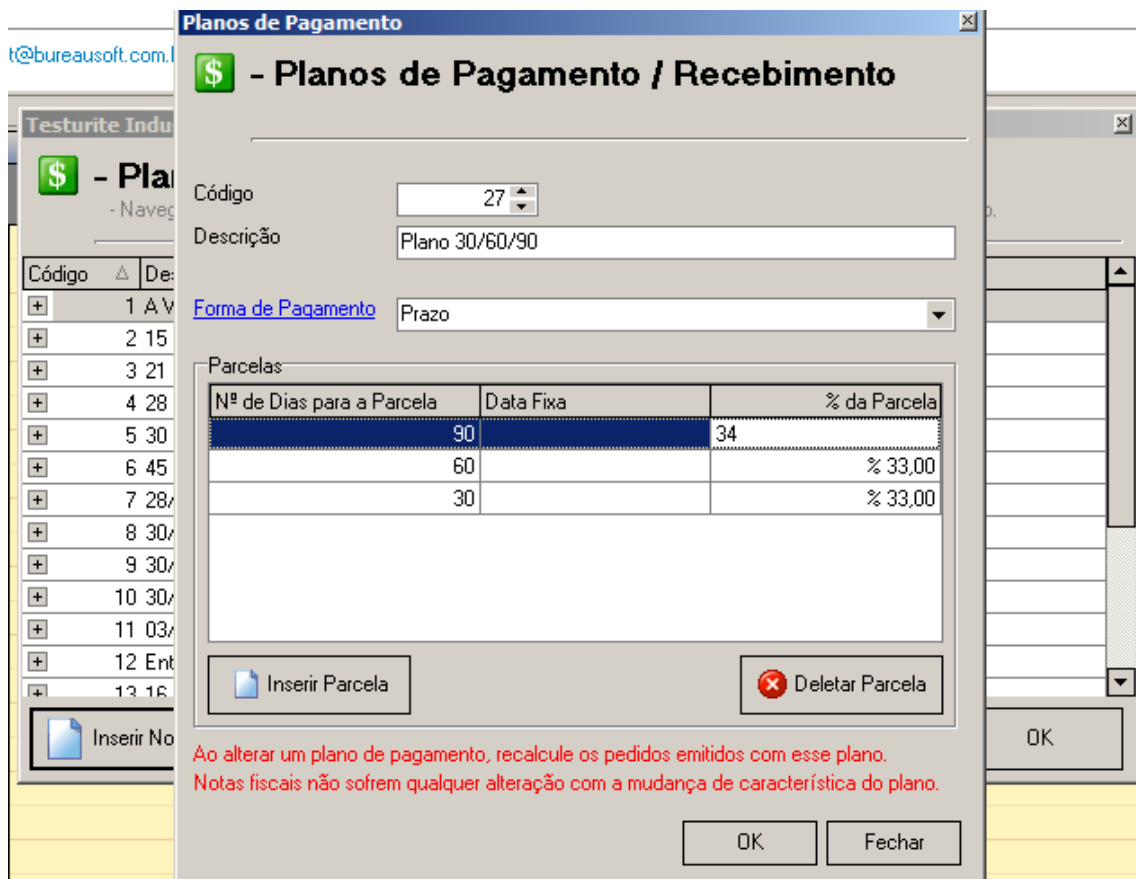 Planos de Pagamento
t@bureausoft.com.
$ - Planos de Pagamento / Recebimento
Testurite Indu
$ - Pla
- Naveg
Código
27
Descrição
Plano 30/60/90
Forma de Pagamento
Prazo
Código
1 A V
2 15
3 21
4 28
5 30
6 45
7 28/
8 30/
9 30/
10 30/
11 03/
12 Ent
13 16
Parcelas
Nº de Dias para a Parcela Data Fixa % da Parcela
90 34
60 % 33,00
30 % 33,00
Inserir Parcela
Deletar Parcela
Inserir No
OK
Ao alterar um plano de pagamento, recalcule os pedidos emitidos com esse plano.
Notas fiscais não sofrem qualquer alteração com a mudança de característica do plano.
OK
Fechar